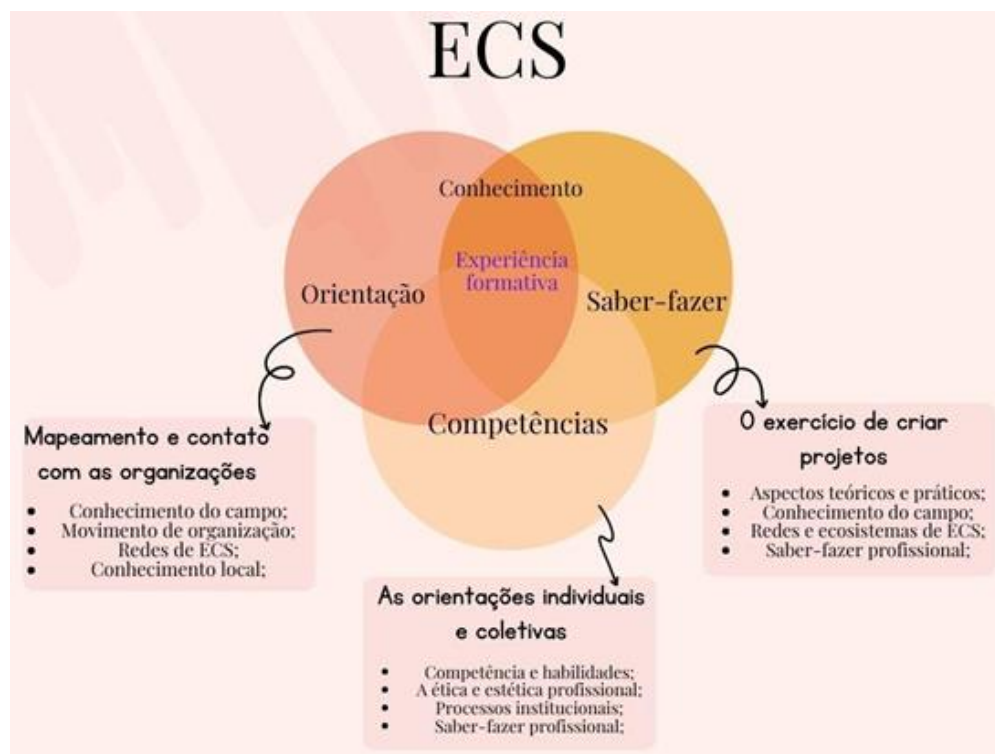 ECS
Conhecimento
Experiência
formativa
Orientação
Saber-fazer
Competências
Mapeamento e contato
com as organizações
• Conhecimento do campo;
• Movimento de organização;
• Redes de ECS;
• Conhecimento local;
O exercício de criar
projetos
• Aspectos teóricos e práticos;
• Conhecimento do campo;
• Redes e ecosistemas de ECS;
• Saber-fazer profissional;
As orientações individuais
e coletivas
• Competência e habilidades;
• A ética e estética profissional;
• Processos institucionais;
• Saber-fazer profissional;